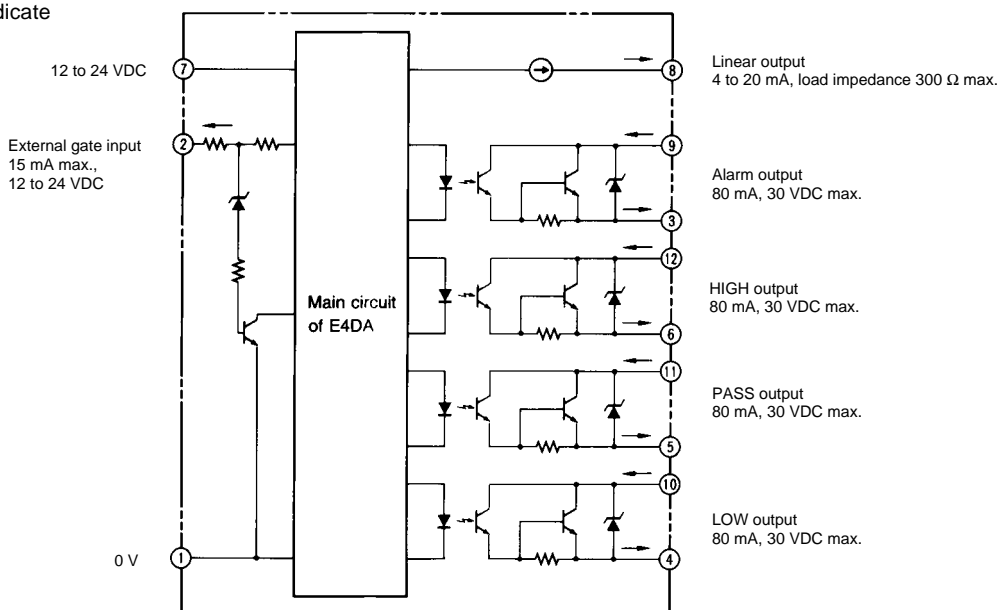 dicate
12 to 24 VDC
7
8
Linear output
4 to 20 mA, load impedance 300 Ω max.
External gate input
15 mA max.,
12 to 24 VDC
2
9
Alarm output
80 mA, 30 VDC max.
3
12
HIGH output
80 mA, 30 VDC max.
6
Main circuit
of E4DA
11
PASS output
80 mA, 30 VDC max.
5
10
LOW output
80 mA, 30 VDC max.
4
0 V
1